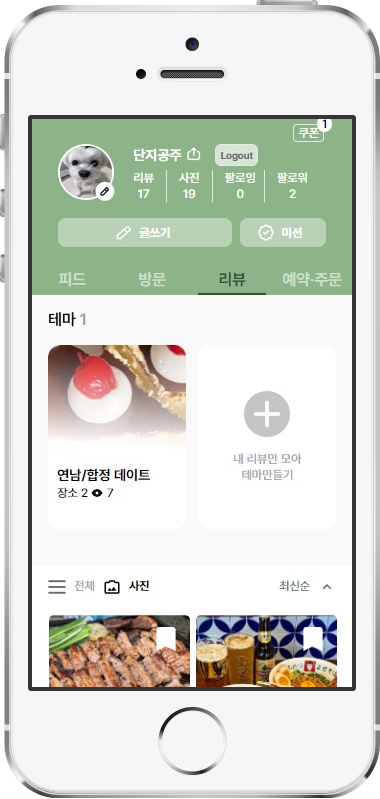 쿠폰 1
단지공주 Logout
리뷰 사진 팔로잉 팔로워
17 19 0 2
글쓰기 미션
피드 방문 리뷰 예약·주문
테마 1
연남/합정 데이트
장소 2 7
내 리뷰만 모아
테마만들기
전체 사진 최신순